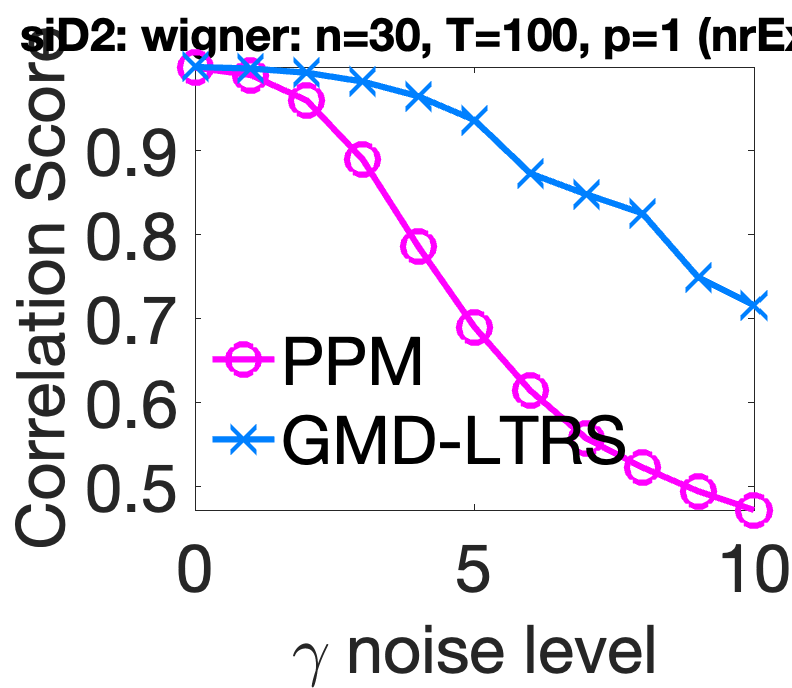 siD2: wigner: n=30, T=100, p=1 (nrEx
Correlation Score
0.9
0.8
0.7
0.6
0.5
PPM
GMD-LTRS
0 5 10
γ noise level